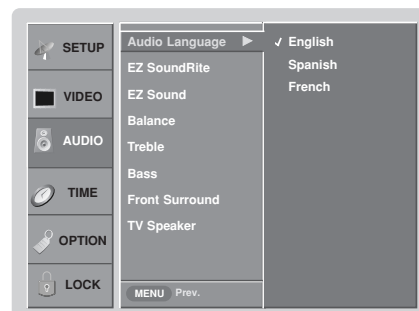 SETUP
VIDEO
AUDIO
TIME
OPTION
LOCK
Audio Language ▶
EZ SoundRite
EZ Sound
Balance
Treble
Bass
Front Surround
TV Speaker
MENU Prev.
✓ English
Spanish
French